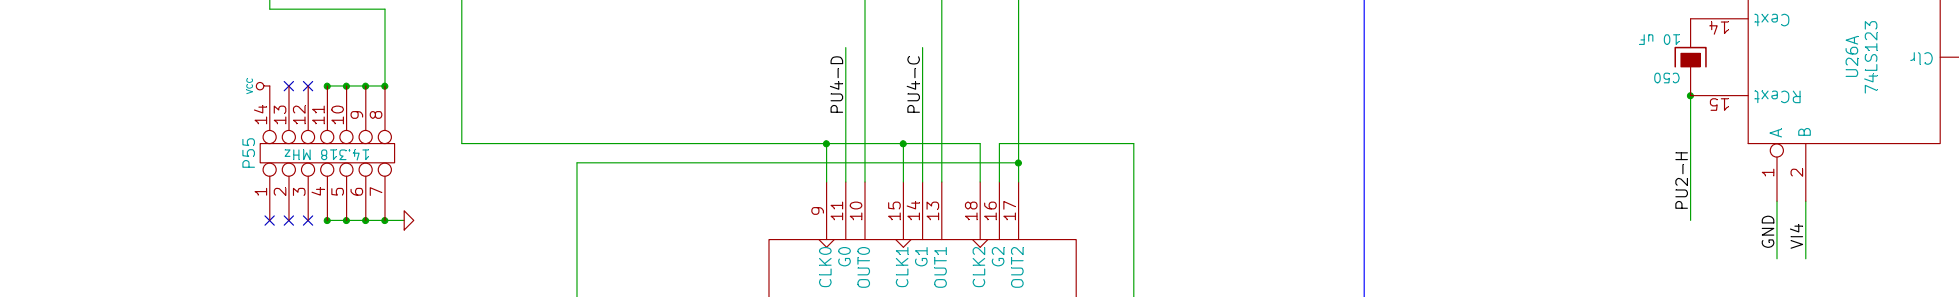 VCC
14
13
12
11
10
9
8
P55
14.318 MHz
1
2
3
4
5
6
7
PU4-D
PU4-C
9
11
10
15
14
13
18
16
17
CLK0
G0
OUT0
CLK1
G1
OUT1
CLK2
G2
OUT2
10 uF
C50
14
15
Cext
RCext
U26A
74LS123
Clr
A
B
1
2
PU2-H
GND
VI4